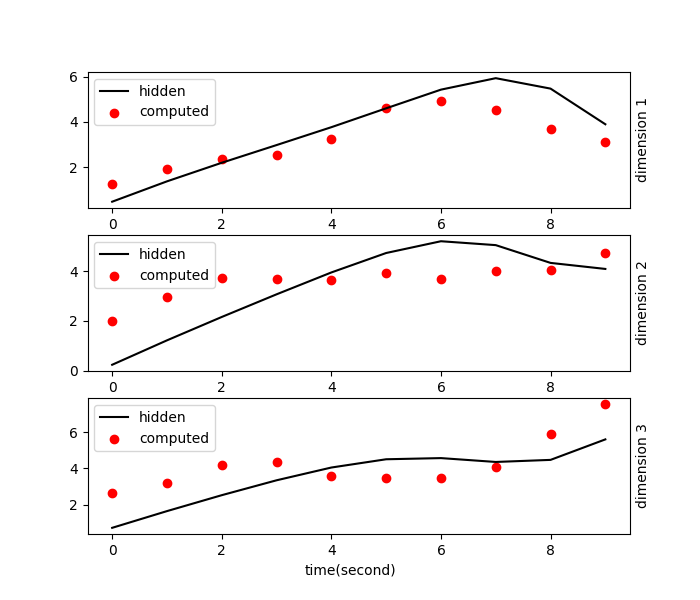 6
4
2
hidden
computed
dimension 1
0 2 4 6 8
4
2
0
hidden
computed
dimension 2
0 2 4 6 8
6
4
2
hidden
computed
dimension 3
0 2 4 6 8
time(second)